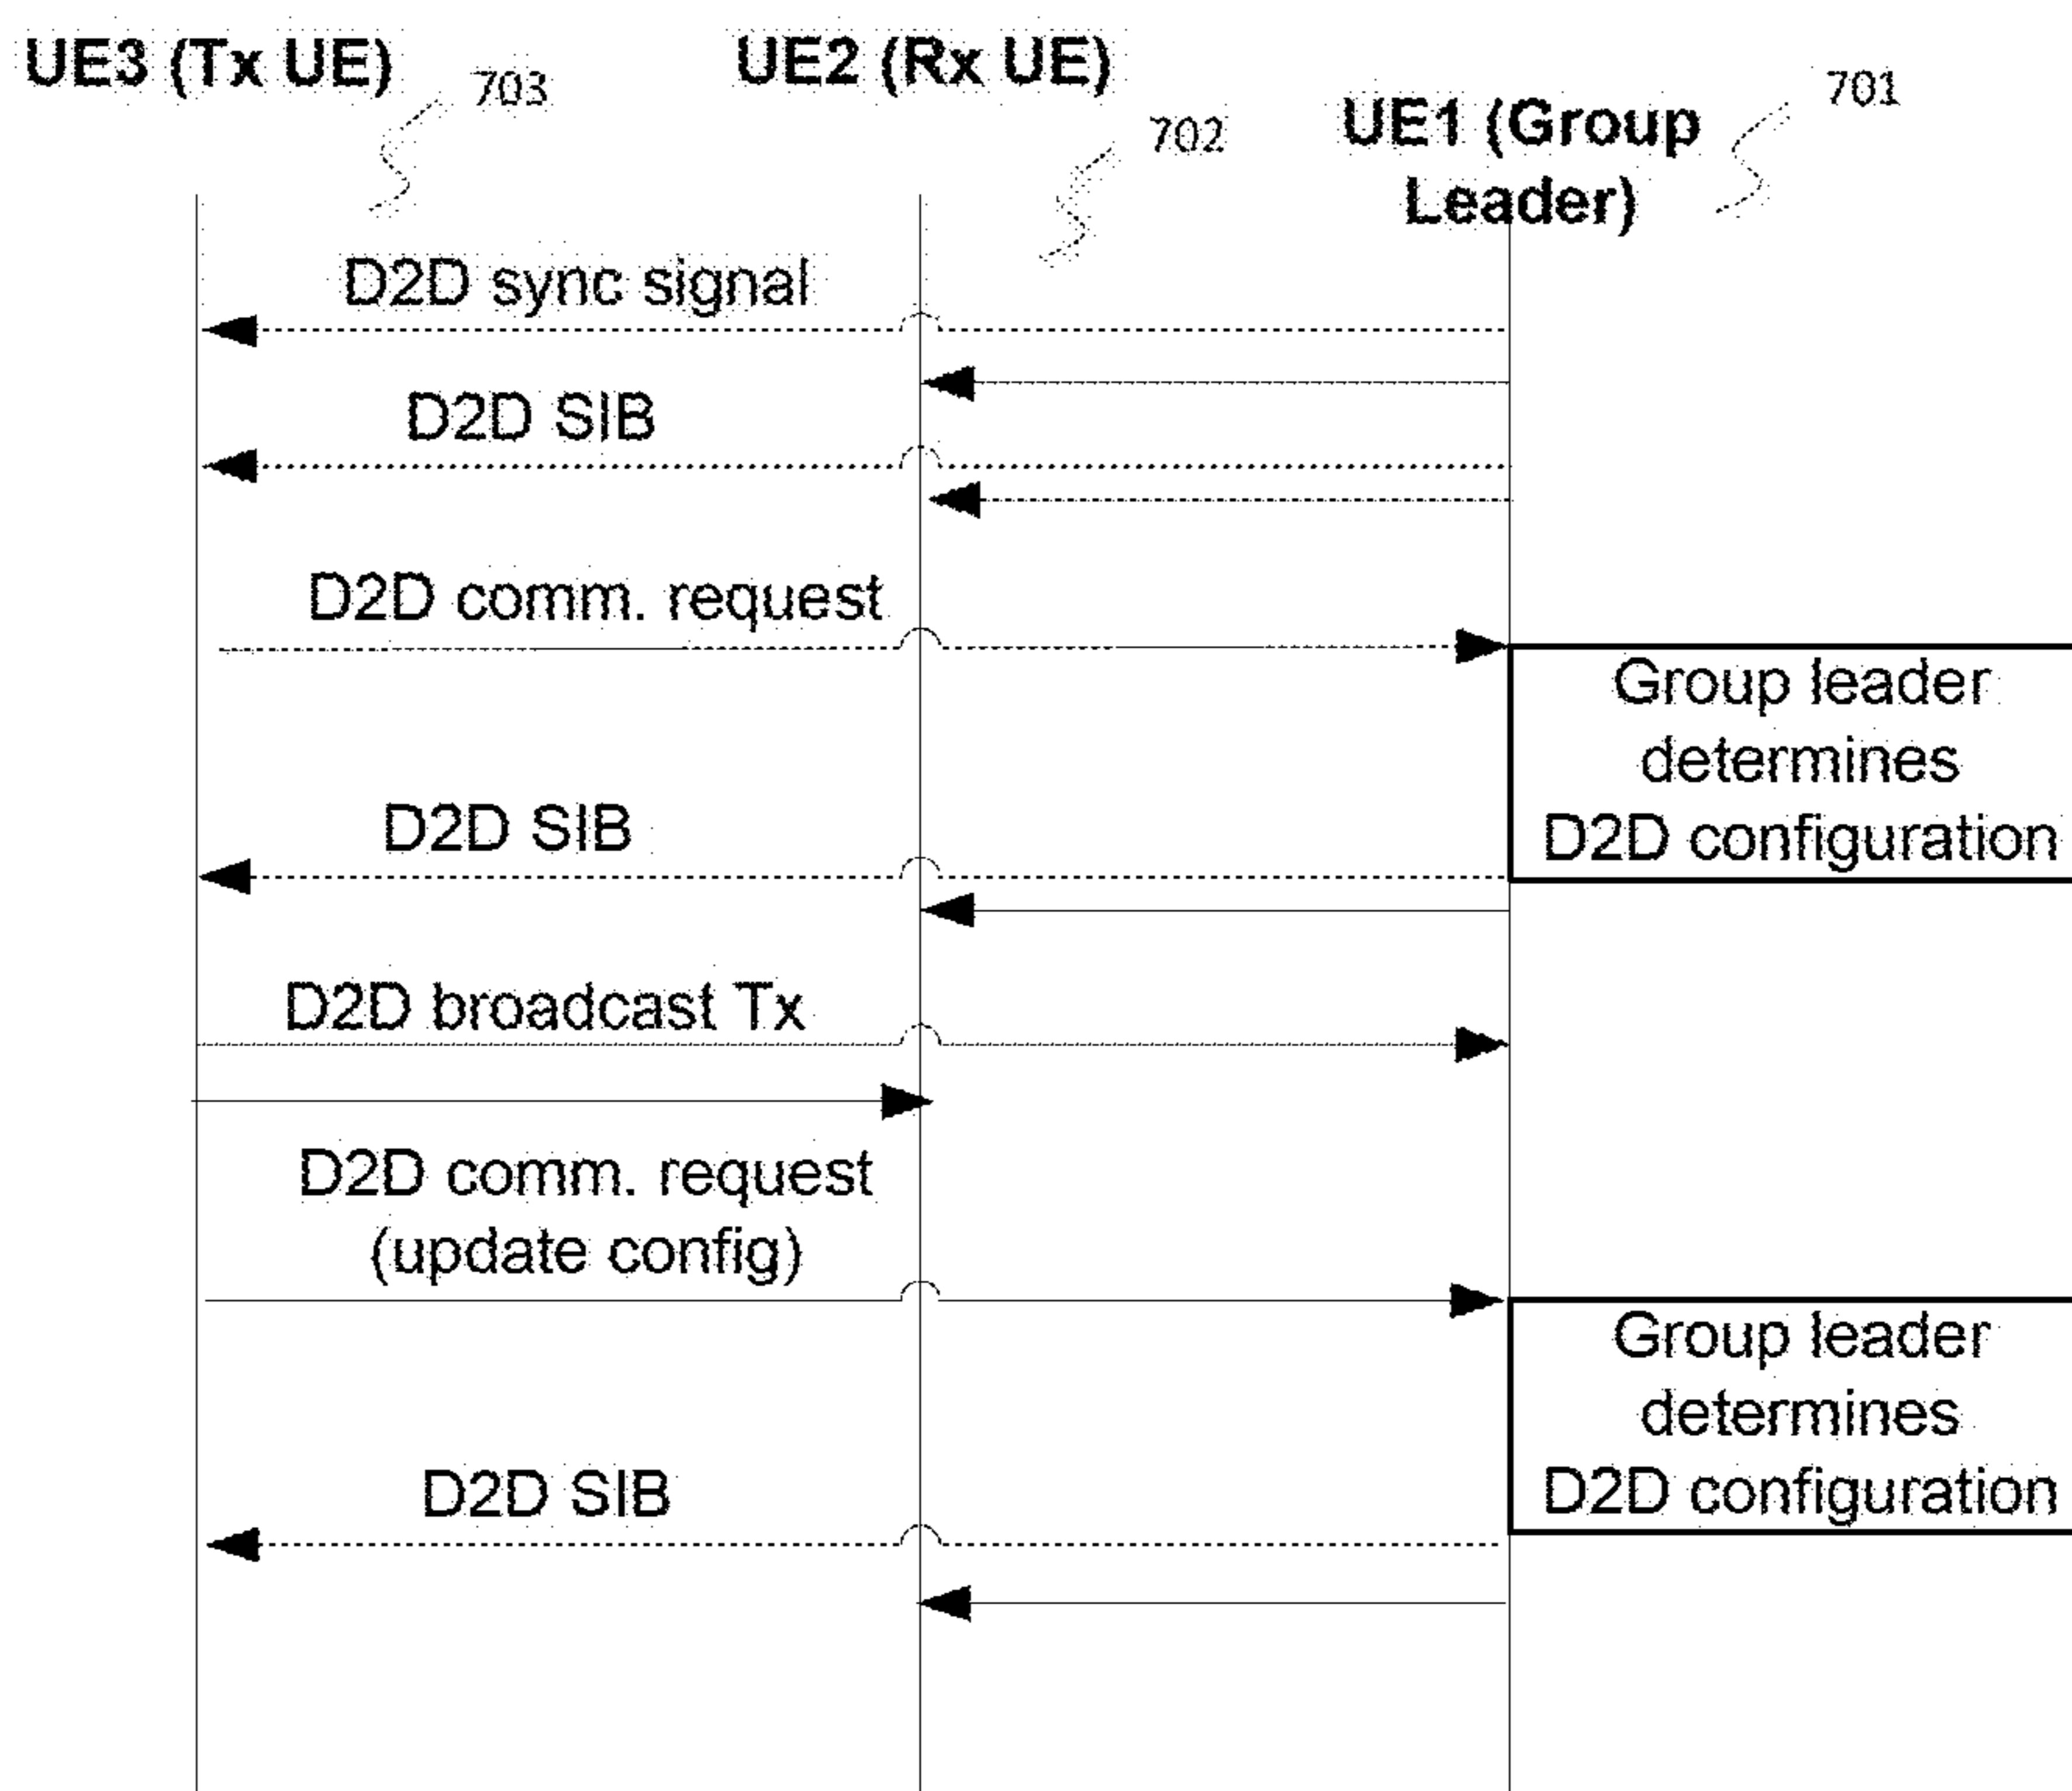 UE3 (Tx UE)
703
UE2 (Rx UE)
702
UE1 (Group
Leader)
701
D2D sync signal
D2D SIB
D2D comm. request
Group leader
determines
D2D configuration
D2D SIB
D2D broadcast Tx
D2D comm. request
(update config)
Group leader
determines
D2D configuration
D2D SIB